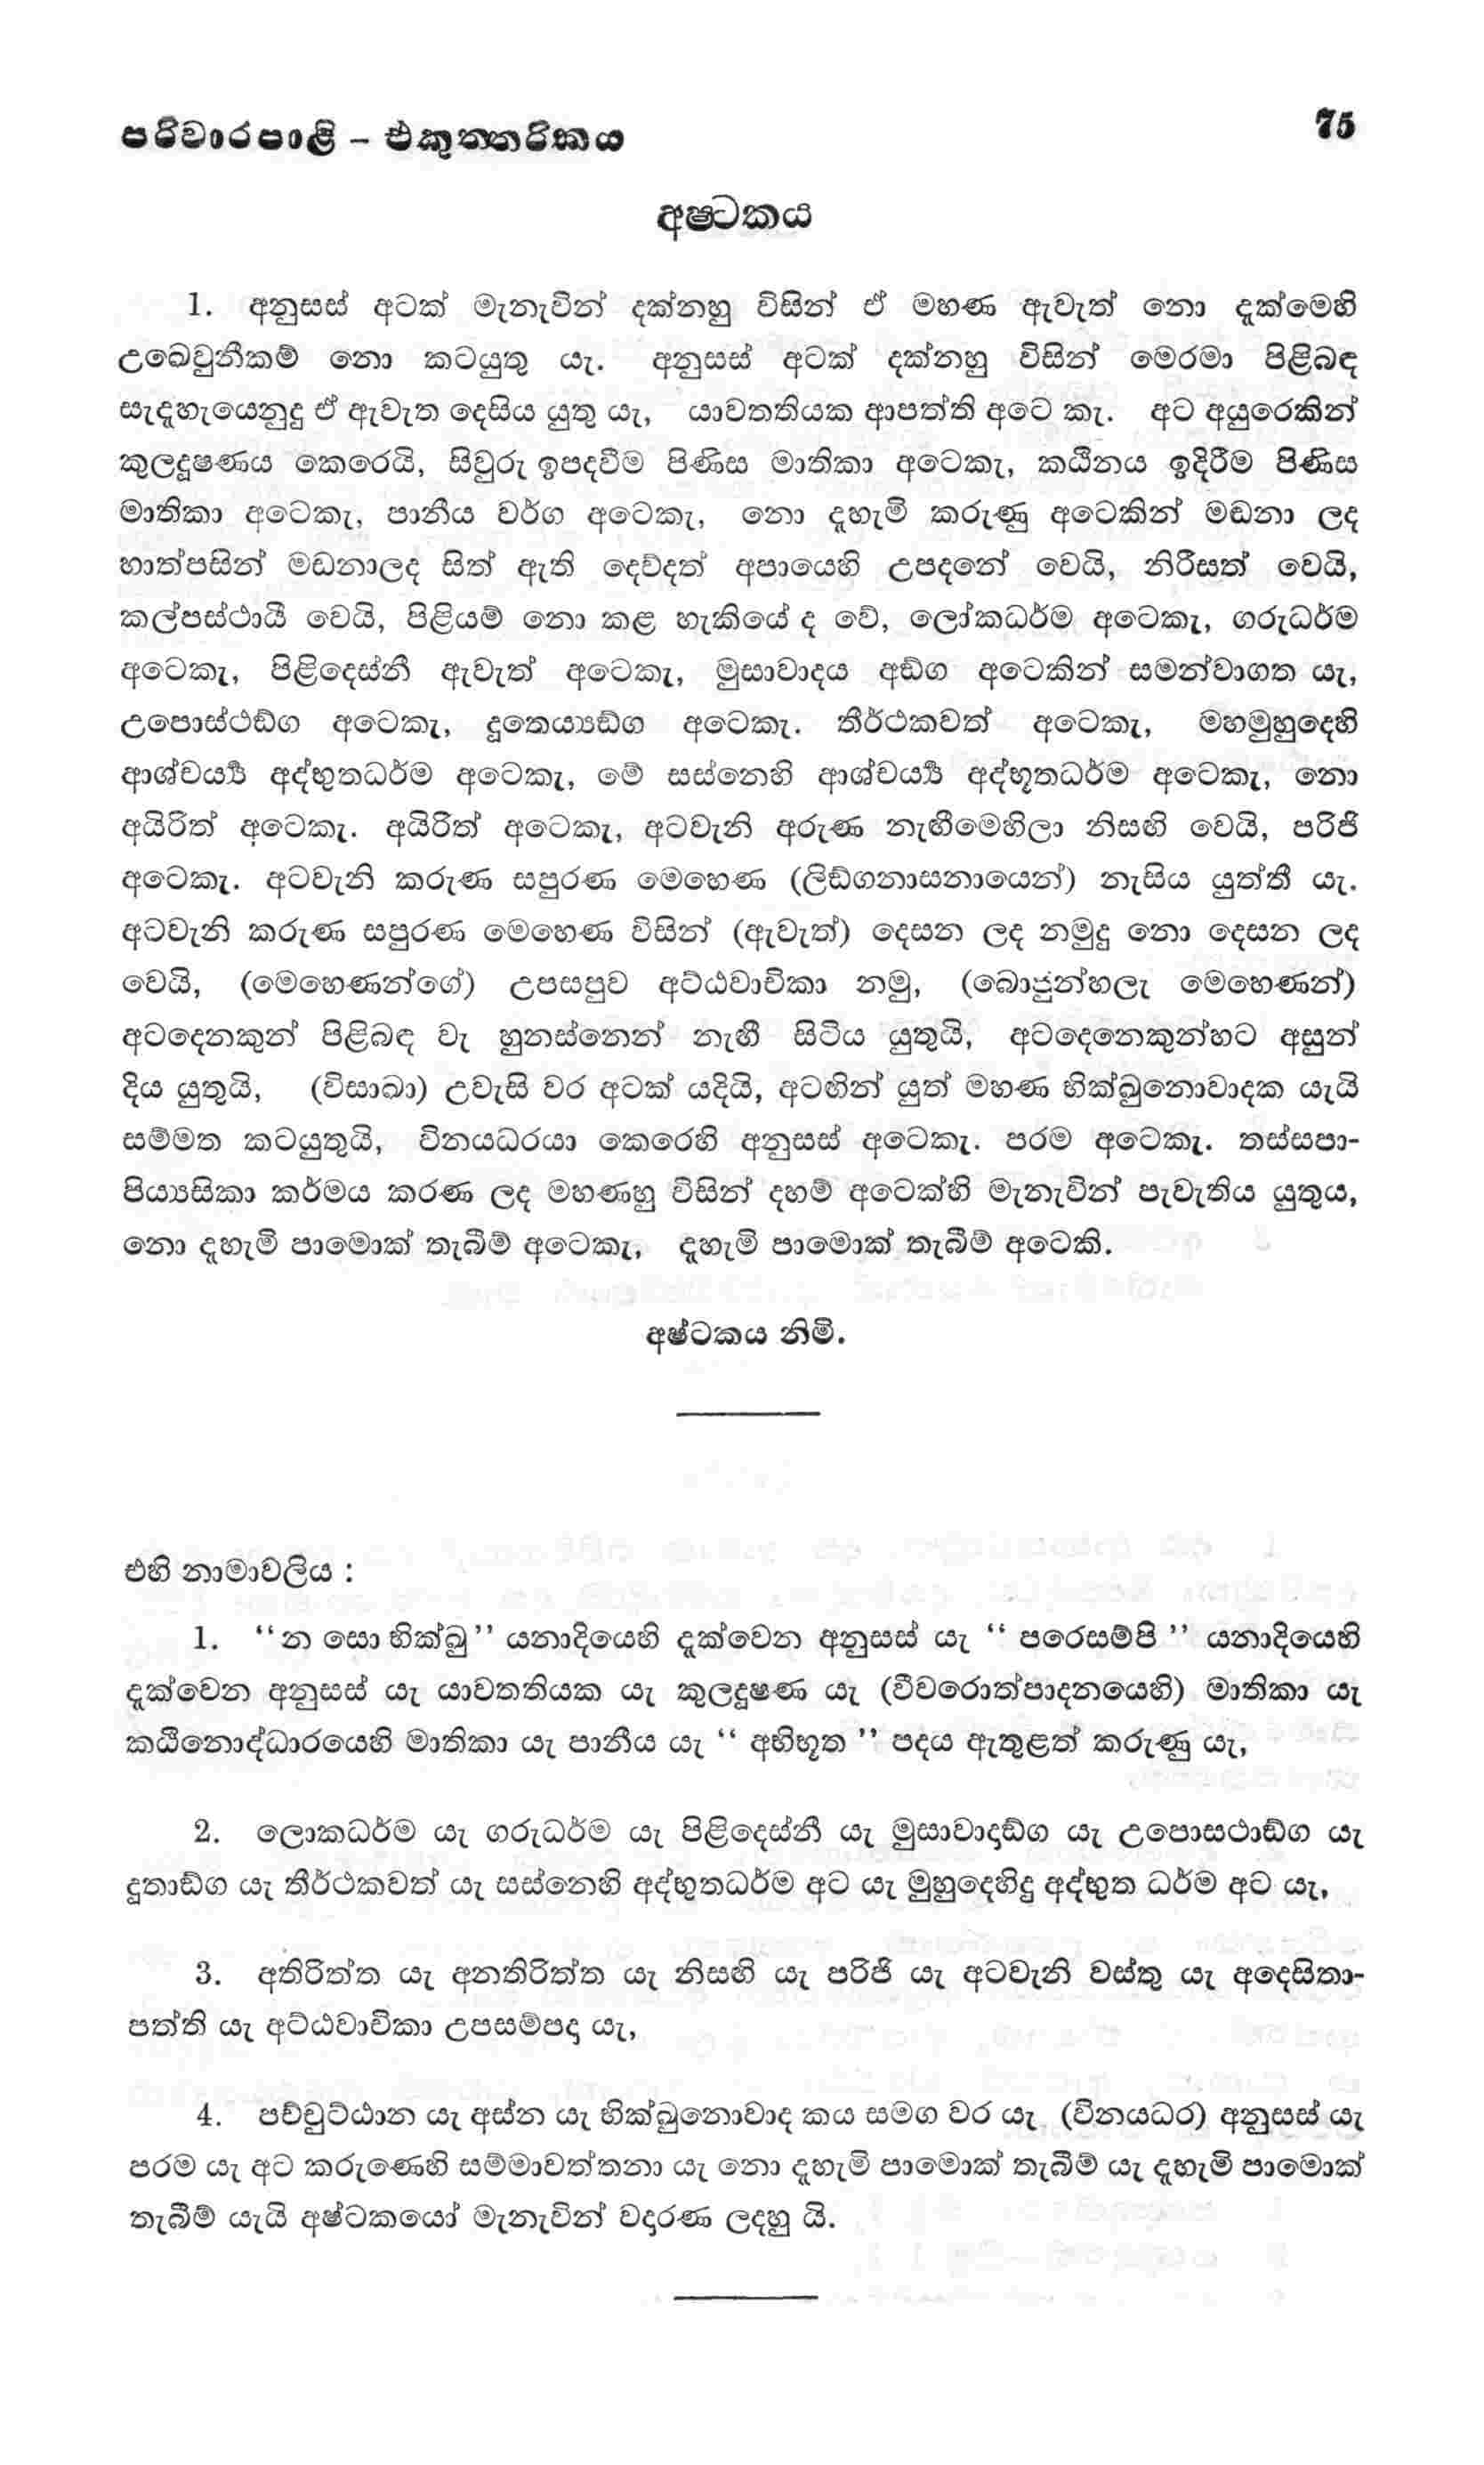 පරිවාරපාළි – එකුත්තරිකය
75
අෂ්ටකය
1. අනුසස් අටක් මැනැවින් දක්නහු විසින් ඒ මහණ ඇවැත් නො දැක්මෙහි
උඛෙවුනීකම් නො කටයුතු යැ. අනුසස් අටක් දක්නහු විසින් මෙරමා පිළිබඳ
සැදැහැයෙනුදු ඒ ඇවැත දෙසිය යුතු යැ, යාවතතියක ආපත්ති අටෙ කැ. අට අයුරෙකින්
කුලදූෂණය කෙරෙයි, සිවුරු ඉපදවීම පිණිස මාතිකා අටෙකැ, කඨිනය ඉදිරීම පිණිස
මාතිකා අටෙකැ, පානීය වර්ග අටෙකැ, නො දැහැමි කරුණු අටෙකින් මඬනා ලද
හාත්පසින් මඩනාලද සිත් ඇති දෙව්දත් අපායෙහි උපදනේ වෙයි, නිරිසත් වෙයි,
කල්පස්ථායී වෙයි, පිළියම් නො කළ හැකියේ ද වේ, ලෝකධර්ම අටෙකැ, ගරුධර්ම
අටෙකැ, පිළිදෙස්නී ඇවැත් අටෙකැ, මුසාවාදය අඞ්ග අටෙකින් සමන්වාගත යැ,
උපොස්ථඞ්ග අටෙකැ, දූතෙය්‍යඞ්ග අටෙකැ. තීර්ථකවත් අටෙකැ, මහමුහුදෙහි
ආශ්චර්‍ය්‍ය අද්භුතධර්ම අටෙකැ, මේ සස්නෙහි ආශ්චර්‍ය්‍ය අද්භූතධර්ම අටෙකැ, නො
අයිරිත් අටෙකැ. අයිරිත් අටෙකැ, අටවැනි අරුණ නැඟීමෙහිලා නිසඟි වෙයි, පරිජි
අටෙකැ. අටවැනි කරුණ සපුරණ මෙහෙණ (ලිඞ්ගනාසනායෙන්) නැසිය යුත්තී යැ.
අටවැනි කරුණ සපුරණ මෙහෙණ විසින් (ඇවැත්) දෙසන ලද නමුදු නො දෙසන ලද
වෙයි, (මෙහෙණන්ගේ) උපසපුව අට්ඨවාචිකා නමු, (බොජුන්හලැ මෙහෙණන්)
අටදෙනකුන් පිළිබඳ වැ හුනස්නෙන් නැඟී සිටිය යුතුයි, අටදෙනෙකුන්හට අසුන්
දිය යුතුයි, (විසාඛා) උවැසි වර අටක් යදියි, අටඟින් යුත් මහණ භික්ඛුනොවාදක යැයි
සම්මත කටයුතුයි, විනයධරයා කෙරෙහි අනුසස් අටෙකැ. පරම අටෙකැ. තස්සපා-
පිය්‍යසිකා කර්මය කරණ ලද මහණහු විසින් දහම් අටෙක්හි මැනැවින් පැවැතිය යුතුය,
නො දැහැමි පාමොක් තැබීම් අටෙකැ, දැහැමි පාමොක් තැබීම් අටෙකි.
අෂ්ටකය නිමි.
එහි නාමාවලිය :
1. ‘‘න සො භික්ඛු’’ යනාදියෙහි දැක්වෙන අනුසස් යැ ‘‘ පරෙසම්පි ’’ යනාදියෙහි
දැක්වෙන අනුසස් යැ යාවතතියක යැ කුලදූෂණ යැ (චීවරොත්පාදනයෙහි) මාතිකා යැ
කඨිනොද්ධාරයෙහි මාතිකා යැ පානීය යැ ‘‘ අභිභූත ’’ පදය ඇතුළත් කරුණු යැ,
2. ලොකධර්ම යැ ගරුධර්ම යැ පිළිදෙස්නී යැ මුසාවාදාඞ්ග යැ උපොසථාඞ්ග යැ
දූතාඞ්ග යැ තීර්ථකවත් යැ සස්නෙහි අද්භුතධර්ම අට යැ මුහුදෙහිදු අද්භුත ධර්ම අට යැ,
3. අතිරිත්ත යැ අනතිරිත්ත යැ නිසඟි යැ පරිජි යැ අටවැනි වස්තු යැ අදෙසිතා-
පත්ති යැ අට්ඨවාචිකා උපසම්පදා යැ,
4. පච්චුට්ඨාන යැ අස්න යැ භික්ඛුනොවාද කය සමග වර යැ (විනයධර) අනුසස් යැ
පරම යැ අට කරුණෙහි සම්මාවත්තනා යැ නො දැහැමි පාමොක් තැබීම් යැ දැහැමි පාමොක්
තැබීම් යැයි අෂ්ටකයෝ මැනැවින් වදාරණ ලදහු යි.